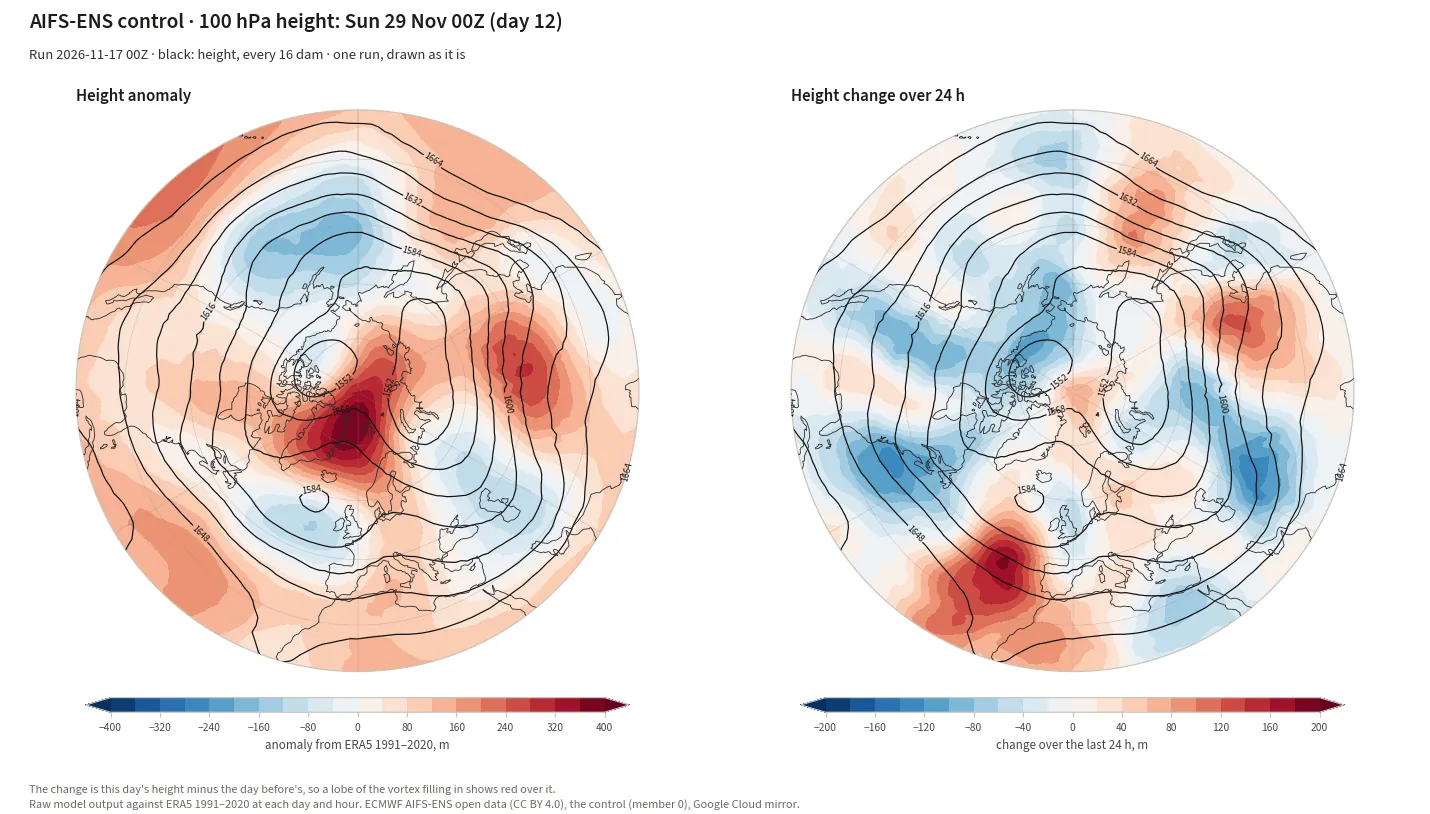 AIFS-ENS control · 100 hPa height: Sun 29 Nov 00Z (day 12)
Run 2026-11-17 00Z · black: height, every 16 dam · one run, drawn as it is
Height anomaly
Height change over 24 h
1664
1632
1584
1616
1552
1552
1568
1600
1584
1648
1664
1664
1632
1584
1616
1552
1552
1568
1600
1584
1648
1664
−400 −320 −240 −160 −80 0 80 160 240 320 400
anomaly from ERA5 1991–2020, m
−200 −160 −120 −80 −40 0 40 80 120 160 200
change over the last 24 h, m
The change is this day's height minus the day before's, so a lobe of the vortex filling in shows red over it.
Raw model output against ERA5 1991–2020 at each day and hour. ECMWF AIFS-ENS open data (CC BY 4.0), the control (member 0), Google Cloud mirror.